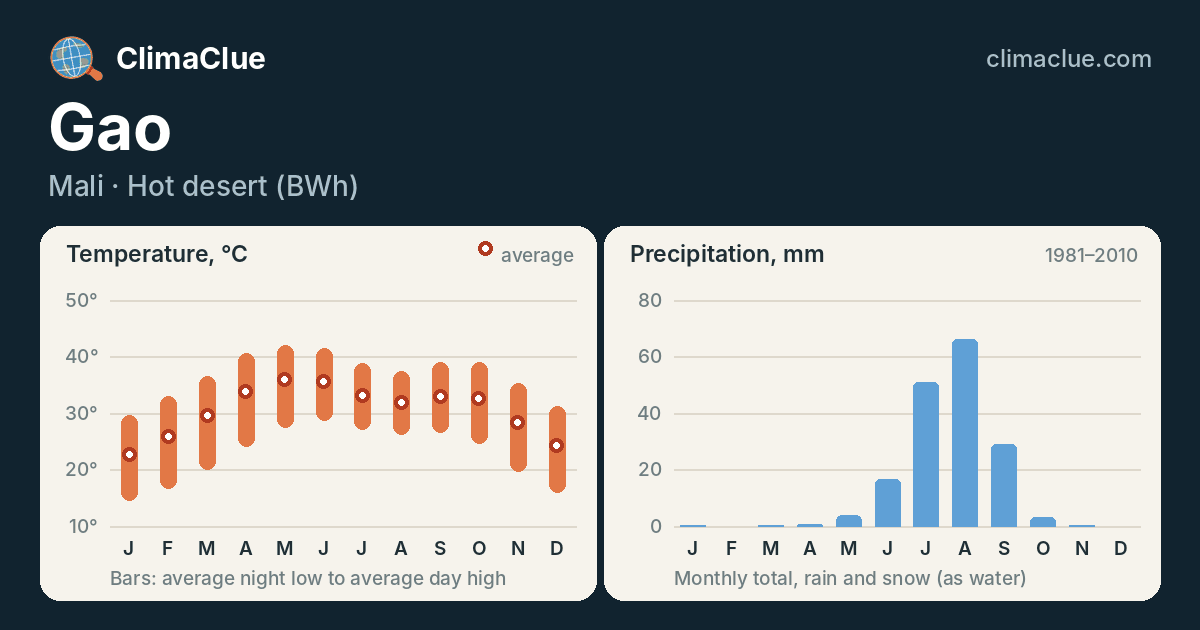 ClimaClue
climaclue.com
Gao
Mali · Hot desert (BWh)
Temperature, °C
average
50°
40°
30°
20°
10°
J F M A M J J A S O N D
Bars: average night low to average day high
Precipitation, mm
1981–2010
80
60
40
20
0
J F M A M J J A S O N D
Monthly total, rain and snow (as water)